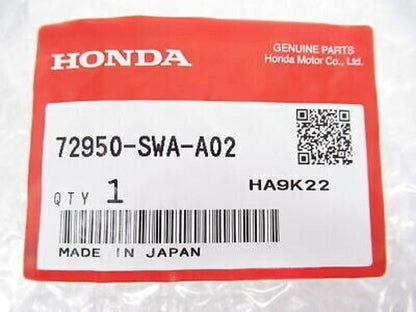 HONDA
GENUINE PARTS
Honda Motor Co., Ltd.
72950-SWA-A02
QTY 1
HA9K22
MADE IN JAPAN